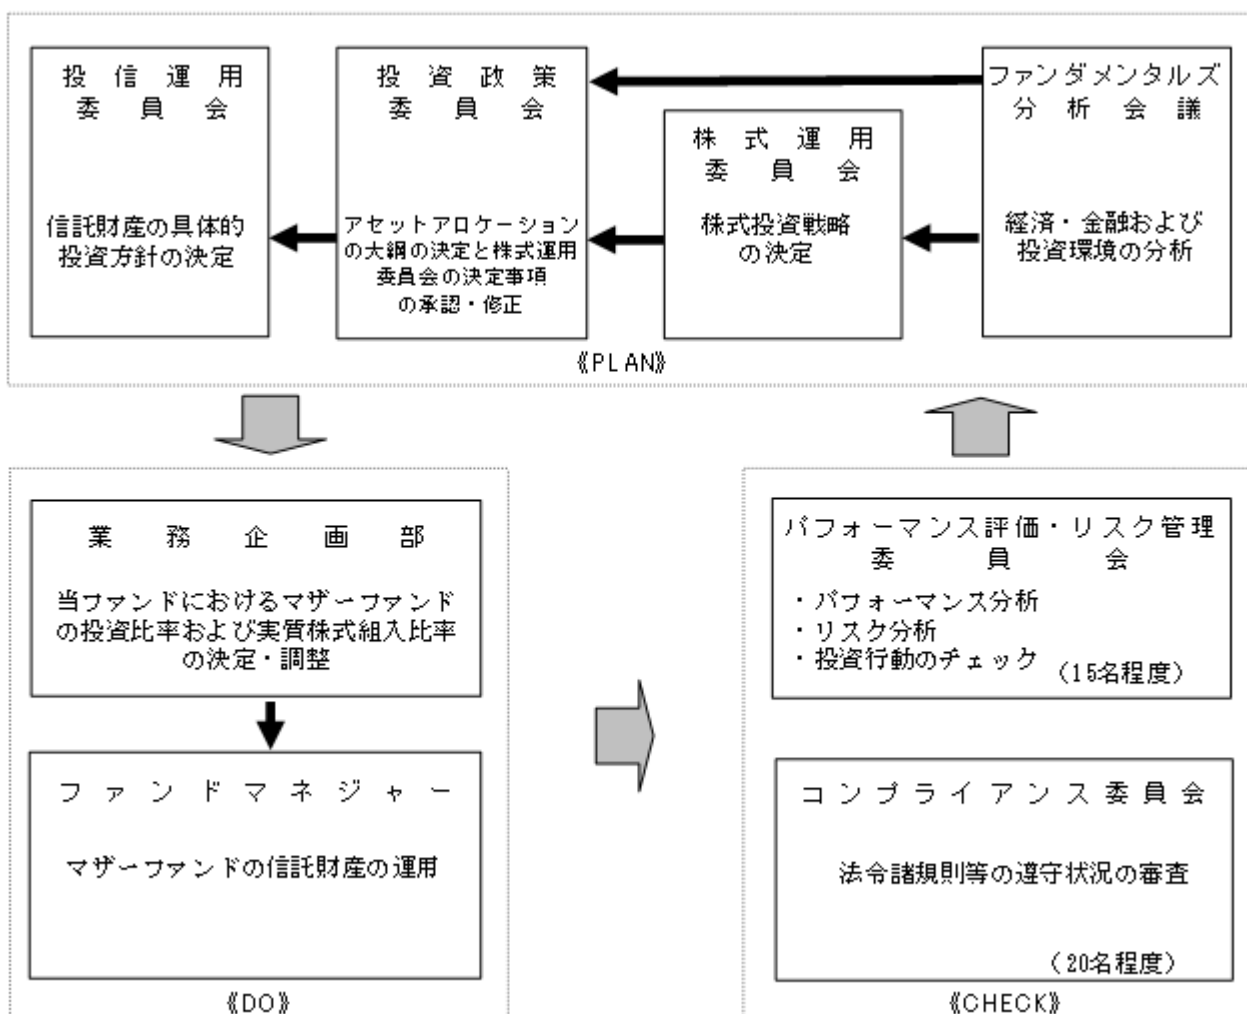 投信運用
委員会
信託財産の具体的
投資方針の決定
投資政策
委員会
アセットアロケーション
の大綱の決定と株式運用
委員会の決定事項
の承認・修正
株式運用
委員会
株式投資戦略
の決定
ファンダメンタルズ
分析会議
経済・金融および
投資環境の分析
《PLAN》
業務企画部
当ファンドにおけるマザーファンド
の投資比率および実質株式組入比率
の決定・調整
ファンドマネジャー
マザーファンドの信託財産の運用
《DO》
パフォーマンス評価・リスク管理
委員会
・パフォーマンス分析
・リスク分析
・投資行動のチェック
（15名程度）
コンプライアンス委員会
法令諸規則等の遵守状況の審査
（20名程度）
《CHECK》